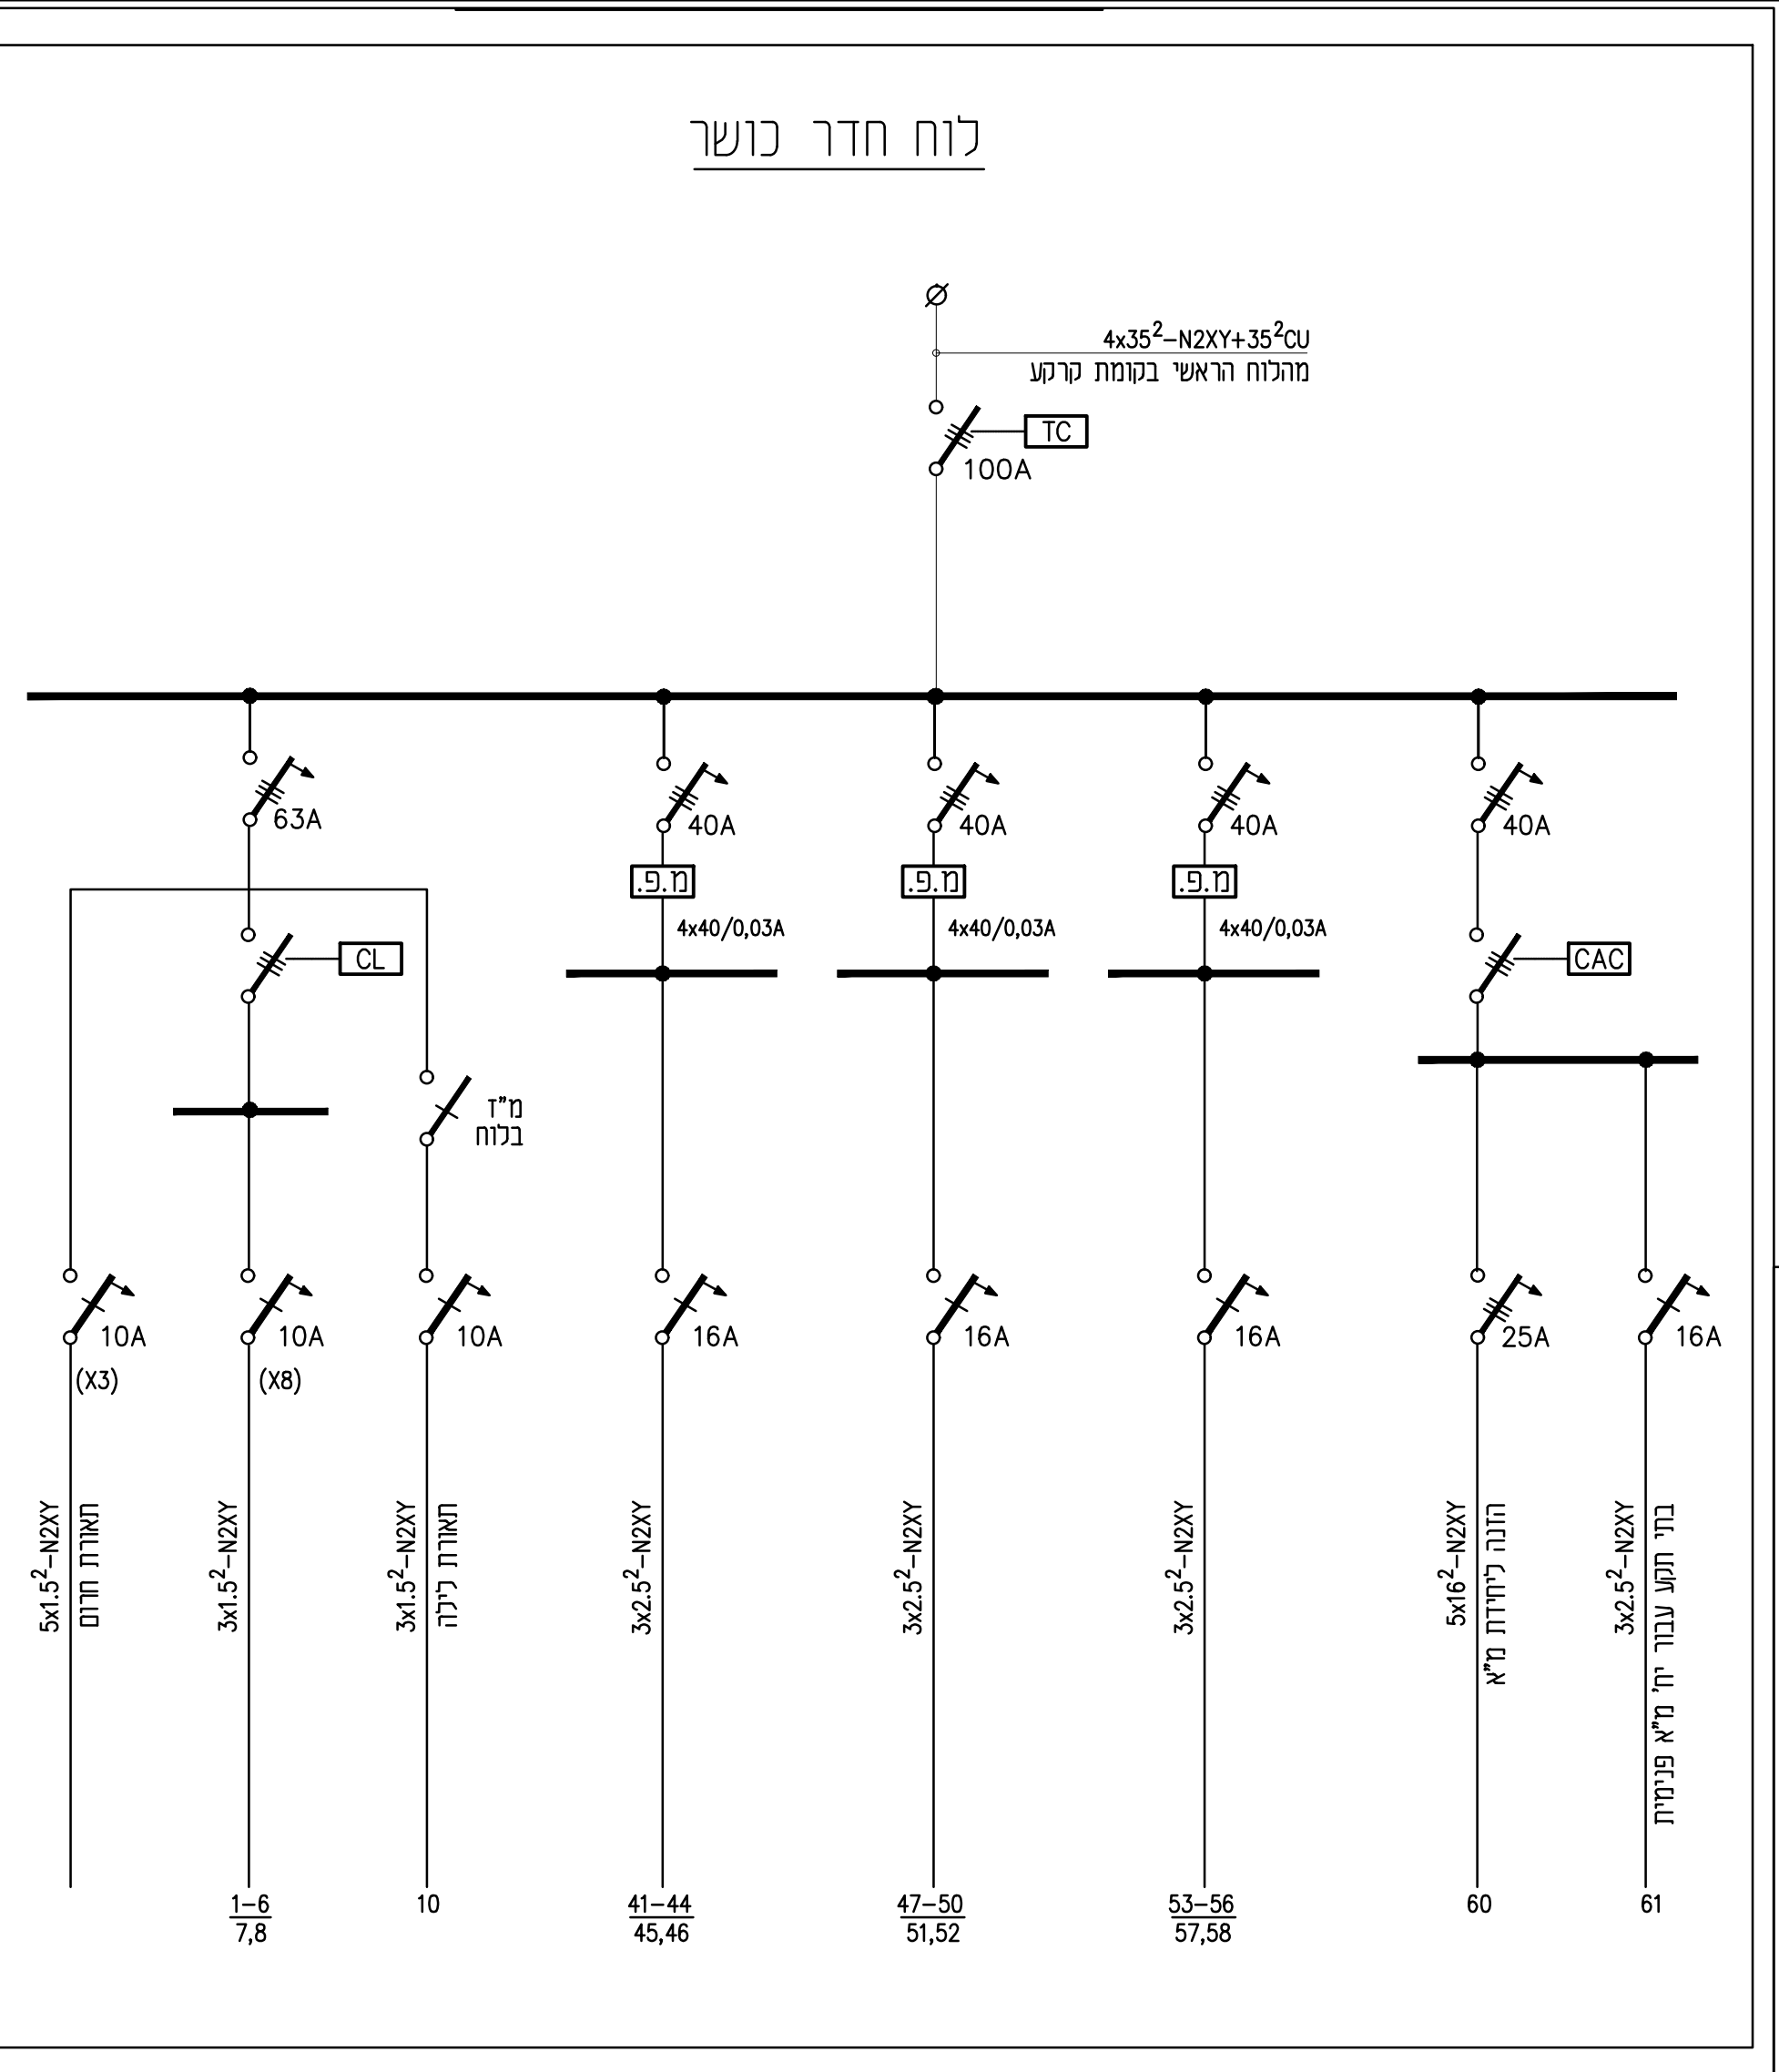 לוח חדר כושר
4x35²-N2XY+35²CU
מהלוח הראשי בקומת קרקע
TC
100A
63A
40A
40A
40A
40A
מ.פ.
מ.פ.
מ.פ.
4x40/0,03A
4x40/0,03A
4x40/0,03A
CL
CAC
מ"ז
בלוח
10A
10A
10A
16A
16A
16A
25A
16A
(X3)
(X8)
5x1.5²-N2XY
תאורת חרום
3x1.5²-N2XY
3x1.5²-N2XY
תאורת לילה
3x2.5²-N2XY
3x2.5²-N2XY
3x2.5²-N2XY
5x16²-N2XY
הזנה ליחידת מ"א
3x2.5²-N2XY
בתי תקע עבור יח' מ"א פנימית
1-6
7,8
10
41-44
45,46
47-50
51,52
53-56
57,58
60
61